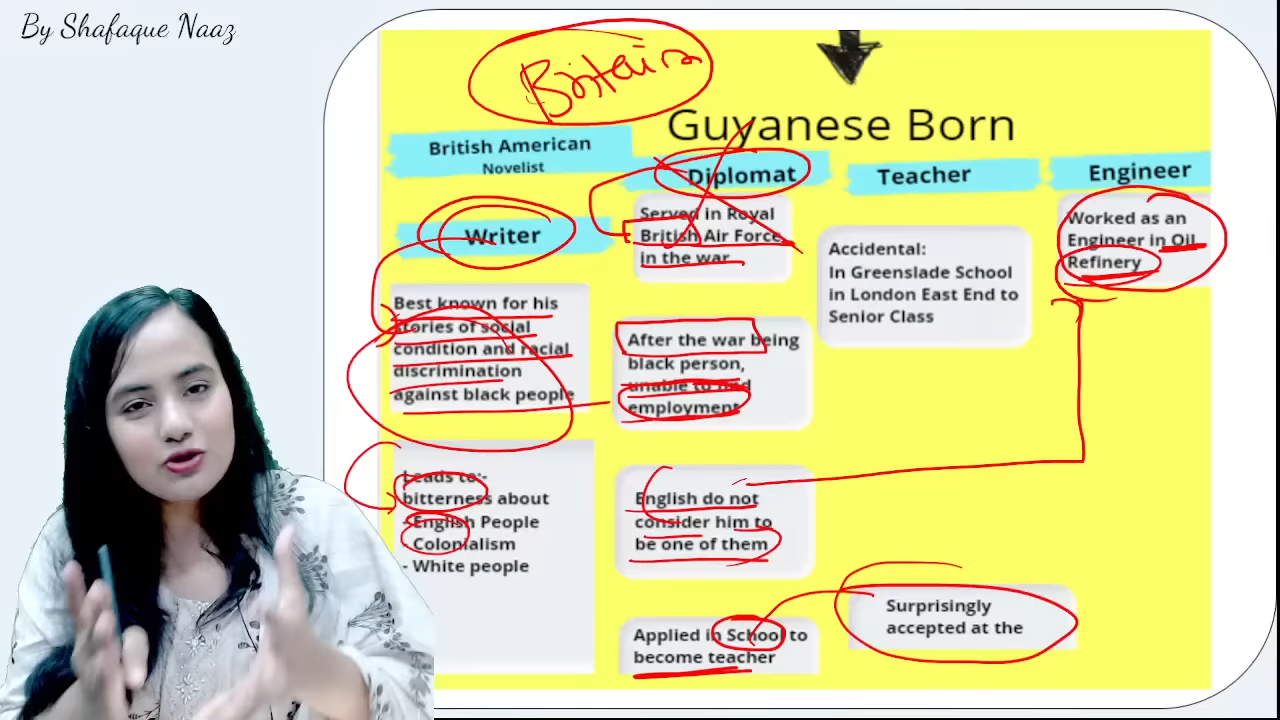 By Shafaque Naaz
Britain
Guyanese Born
British American
Novelist
Writer
Best known for his
stories of social
condition and racial
discrimination
against black people
Leads to:-
bitterness about
- English People
- Colonialism
- White people
Diplomat
Served in Royal
British Air Force
in the war
After the war being
black person,
unable to find
employment
English do not
consider him to
be one of them
Applied in School to
become teacher
Teacher
Accidental:
In Greenslade School
in London East End to
Senior Class
Surprisingly
accepted at the
Engineer
Worked as an
Engineer in Oil
Refinery